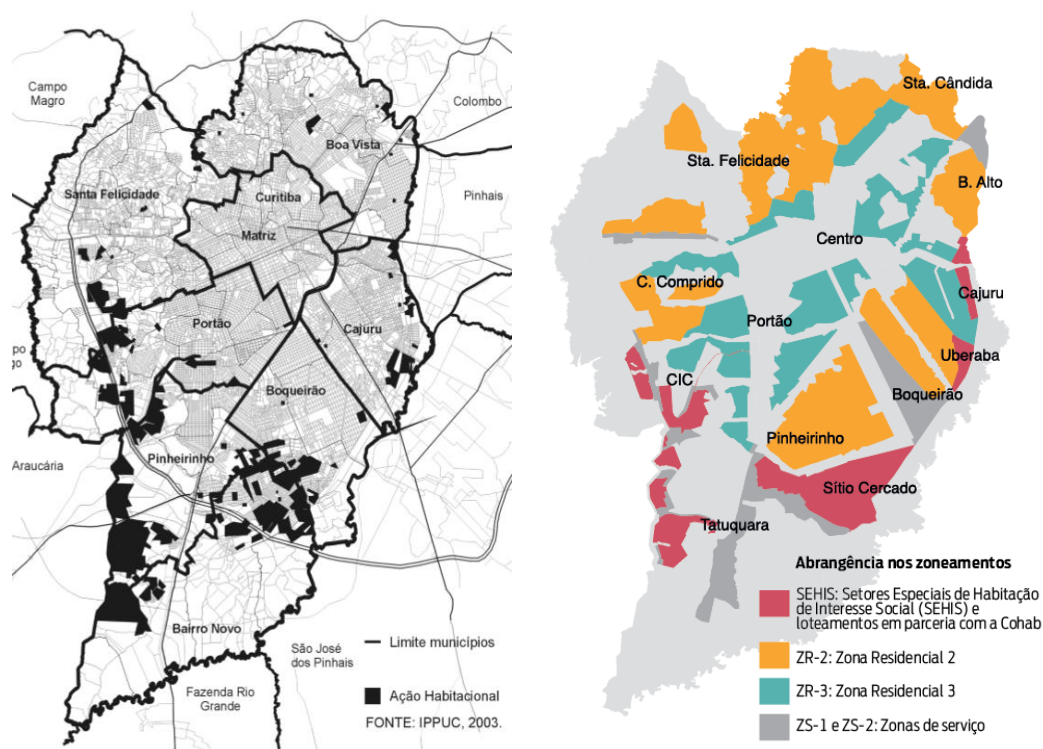 Campo
Magro
Colombo
Boa Vista
Santa Felicidade
Curitiba
Pinhais
Matriz
Portão
Cajuru
po
go
Boqueirão
Pinheirinho
Araucária
Bairro Novo
São José
dos Pinhais
Fazenda Rio
Grande
Limite municípios
Ação Habitacional
FONTE: IPPUC, 2003.
Sta. Cândida
Sta. Felicidade
B. Alto
Centro
C. Comprido
Cajuru
Portão
Uberaba
CIC
Boqueirão
Pinheirinho
Sítio Cercado
Tatuquara
Abrangência nos zoneamentos
SEHIS: Setores Especiais de Habitação
de Interesse Social (SEHIS) e
loteamentos em parceria com a Cohab
ZR-2: Zona Residencial 2
ZR-3: Zona Residencial 3
ZS-1 e ZS-2: Zonas de serviço